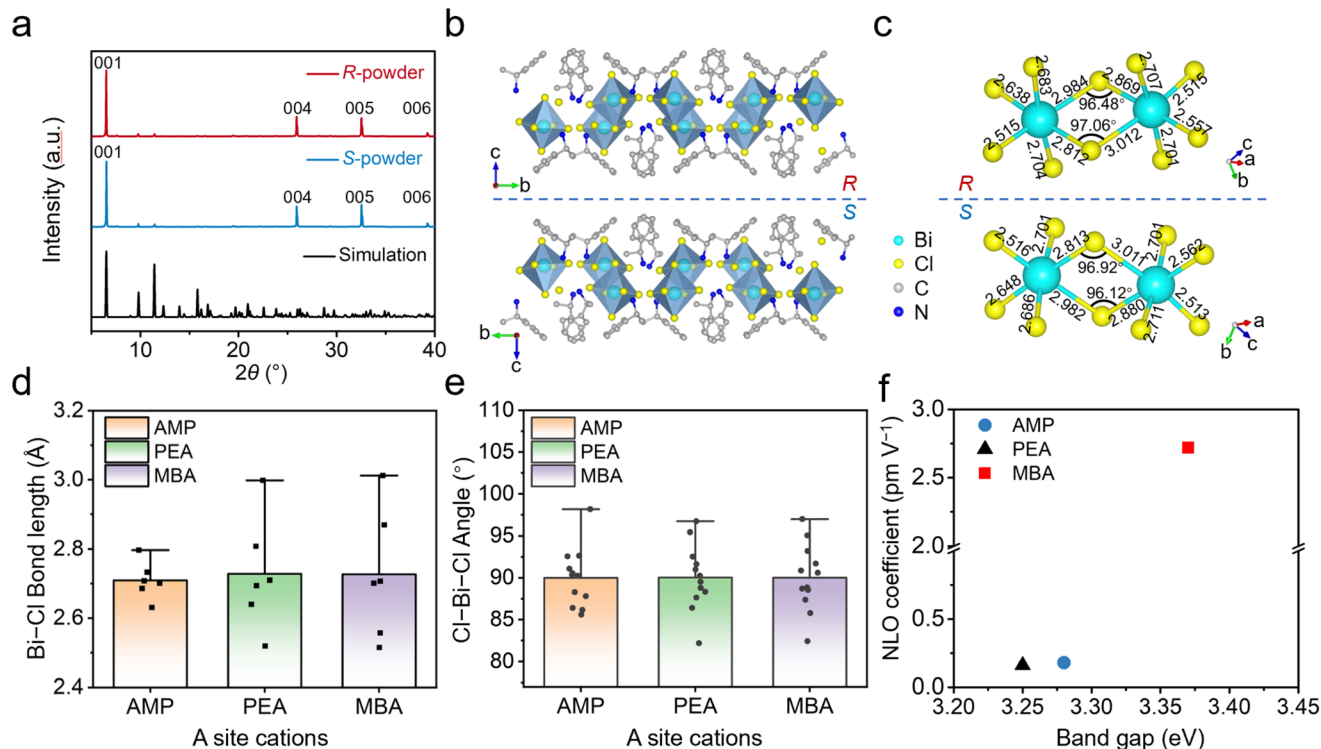 a
001
R-powder
004
005
006
001
S-powder
004
005
006
Simulation
Intensity (a.u.)
10
20
30
40
2θ (°)
b
c
b
R
S
b
c
c
2.683
2.984
2.869
2.707
2.515
2.638
96.48°
97.06°
2.557
2.515
2.704
2.812
3.012
2.701
c
a
b
R
S
Bi
Cl
C
N
2.516
2.701
2.813
3.011
2.701
2.562
96.92°
96.12°
2.648
2.686
2.982
2.880
2.711
2.513
a
b
c
d
3.2
3.0
2.8
2.6
2.4
Bi−Cl Bond length (Å)
AMP
PEA
MBA
AMP
PEA
MBA
A site cations
e
110
105
100
95
90
85
80
Cl−Bi−Cl Angle (°)
AMP
PEA
MBA
AMP
PEA
MBA
A site cations
f
3.0
2.5
2.0
0.5
0.0
NLO coefficient (pm V⁻¹)
AMP
PEA
MBA
3.20
3.25
3.30
3.35
3.40
3.45
Band gap (eV)